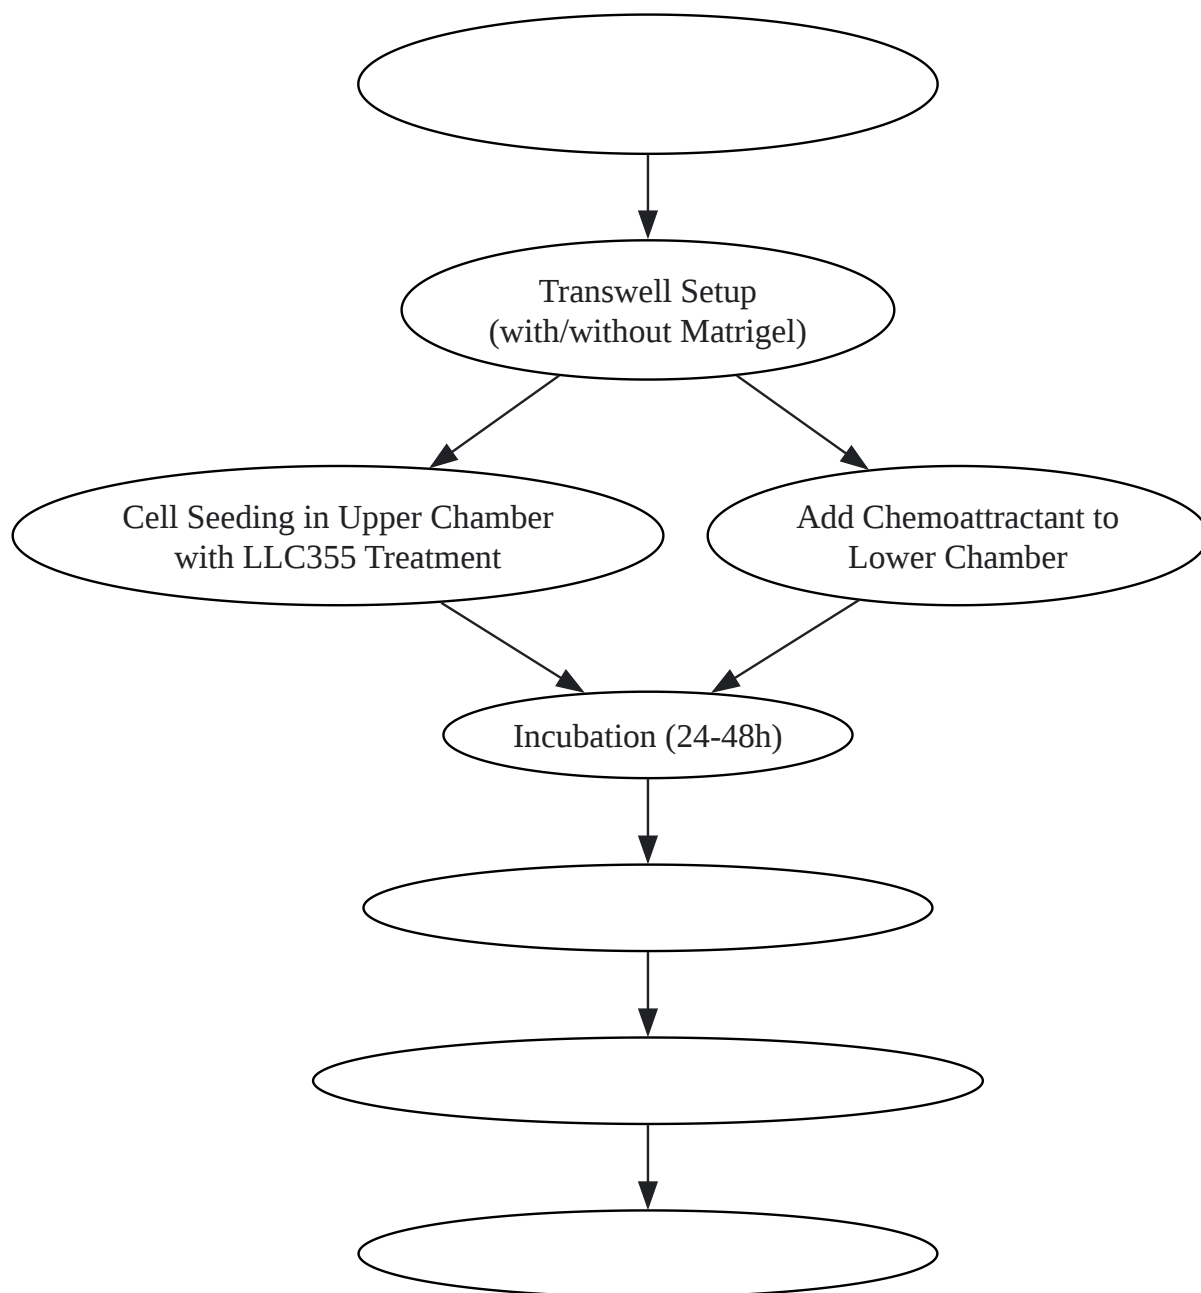 Transwell Setup
(with/without Matrigel)
Cell Seeding in Upper Chamber
with LLC355 Treatment
Add Chemoattractant to
Lower Chamber
Incubation (24-48h)